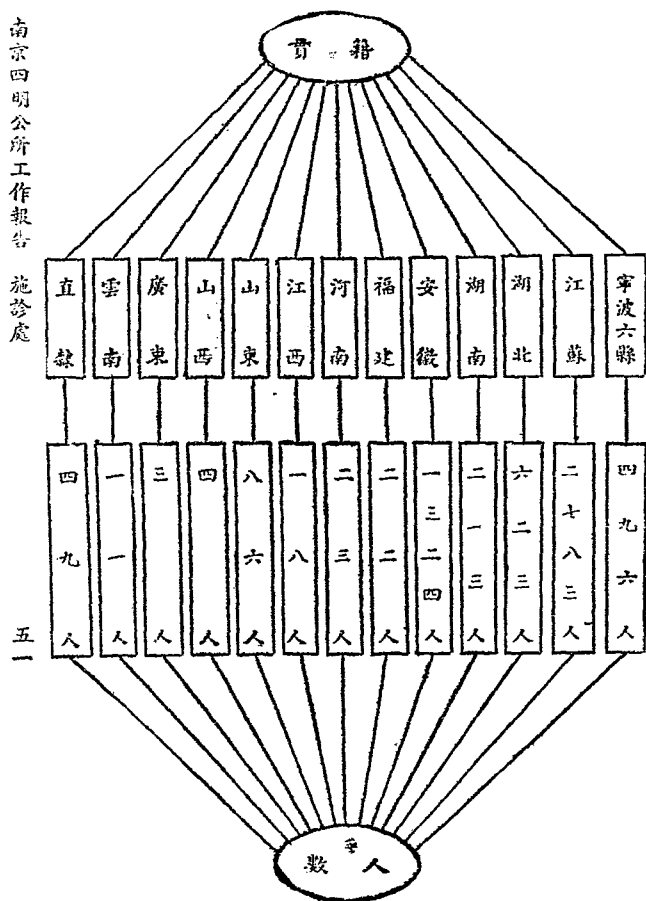 籍貫
寧波六縣
江蘇
湖北
湖南
安徽
福建
河南
江西
山東
山西
廣東
雲南
直隸
四九六人
二七八三人
六二三人
二一三人
一三二四人
二二人
二三人
一八人
八六人
四人
三人
一一人
四九人
人數
南京四明公所工作報告 施診處
五一